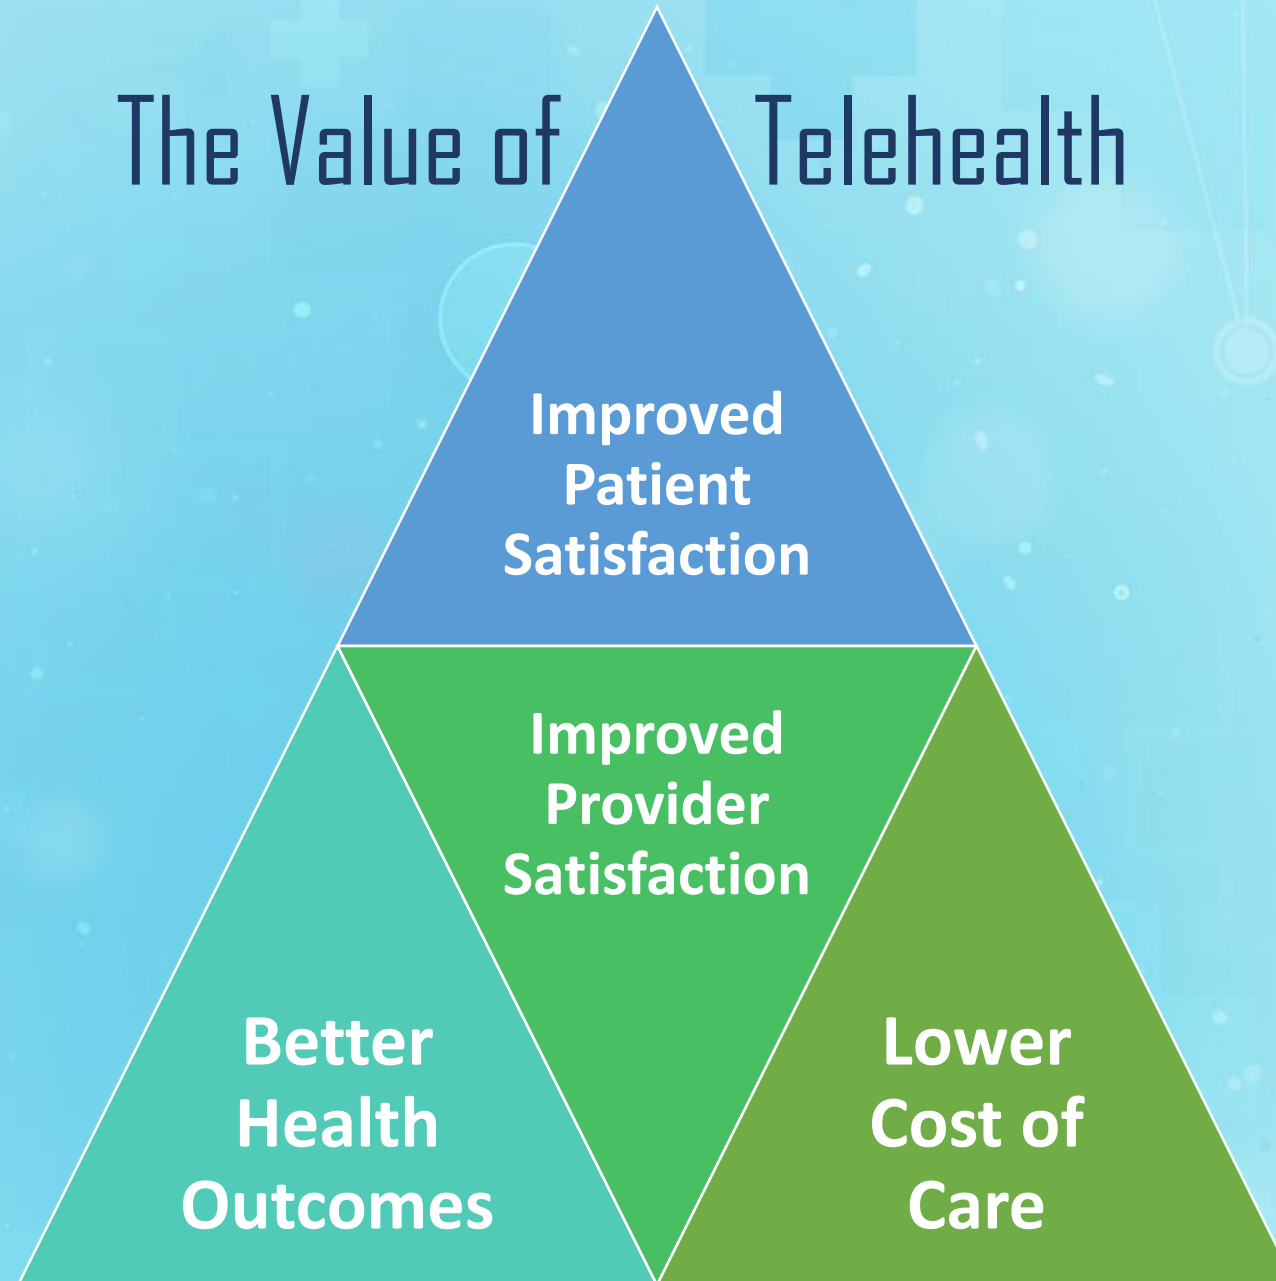 The Value of Telehealth
Improved
Patient
Satisfaction
Improved
Provider
Satisfaction
Better
Health
Outcomes
Lower
Cost of
Care